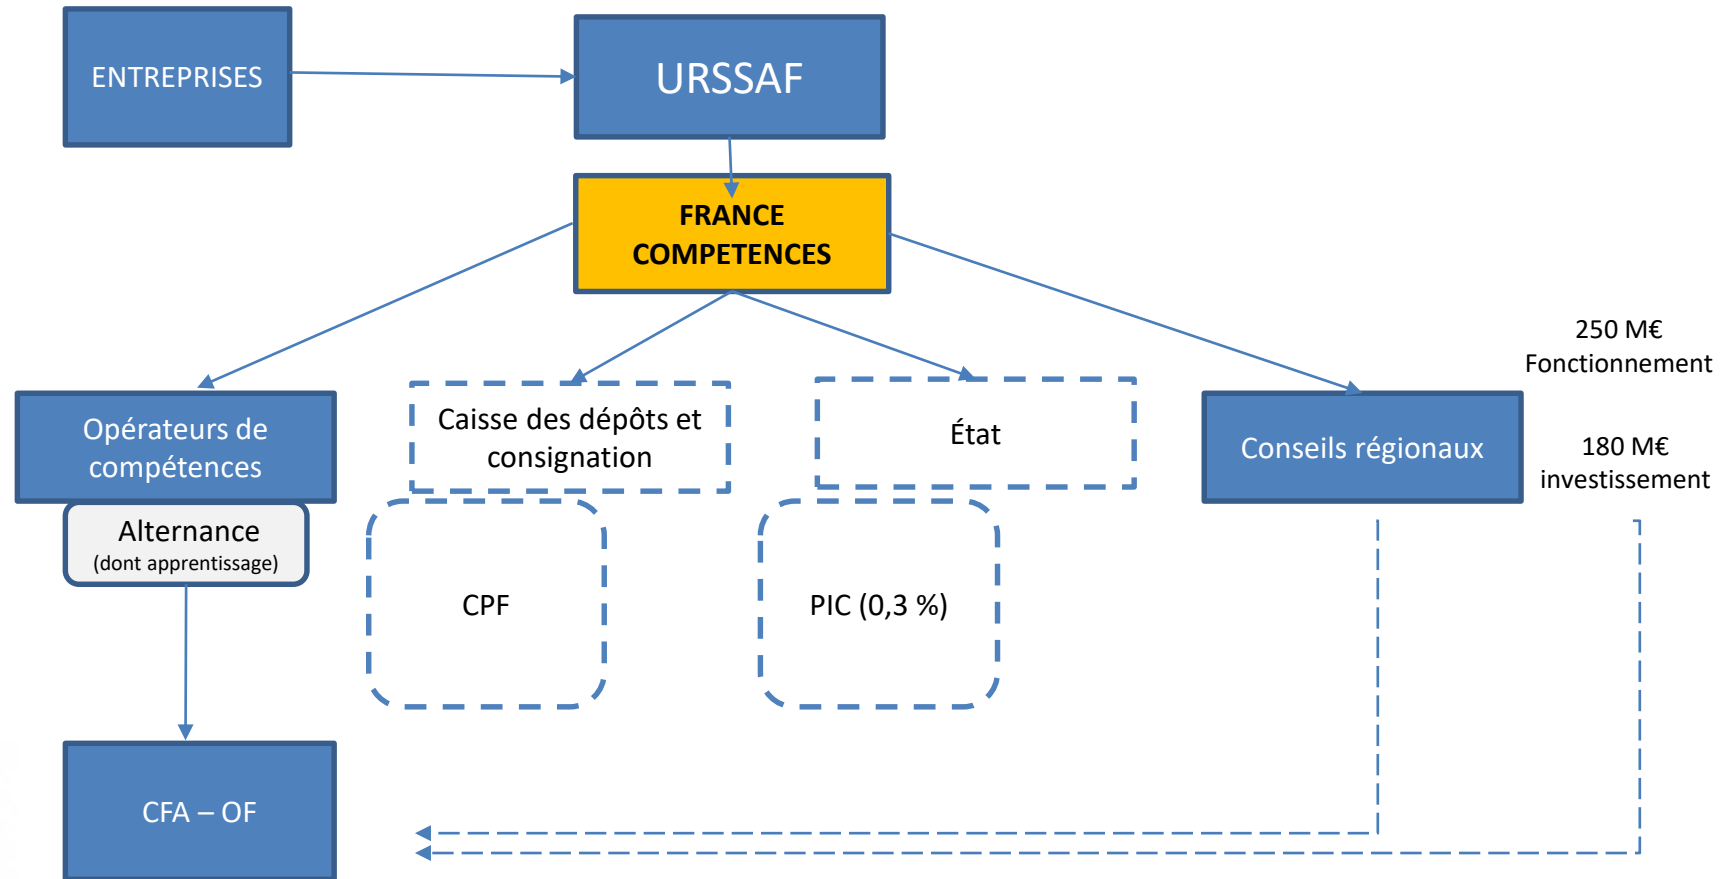 ENTREPRISES
URSSAF
FRANCE
COMPETENCES
250 M€
Fonctionnement
180 M€
investissement
Opérateurs de
compétences
Caisse des dépôts et
consignation
État
Conseils régionaux
Alternance
(dont apprentissage)
CPF
PIC (0,3 %)
CFA – OF